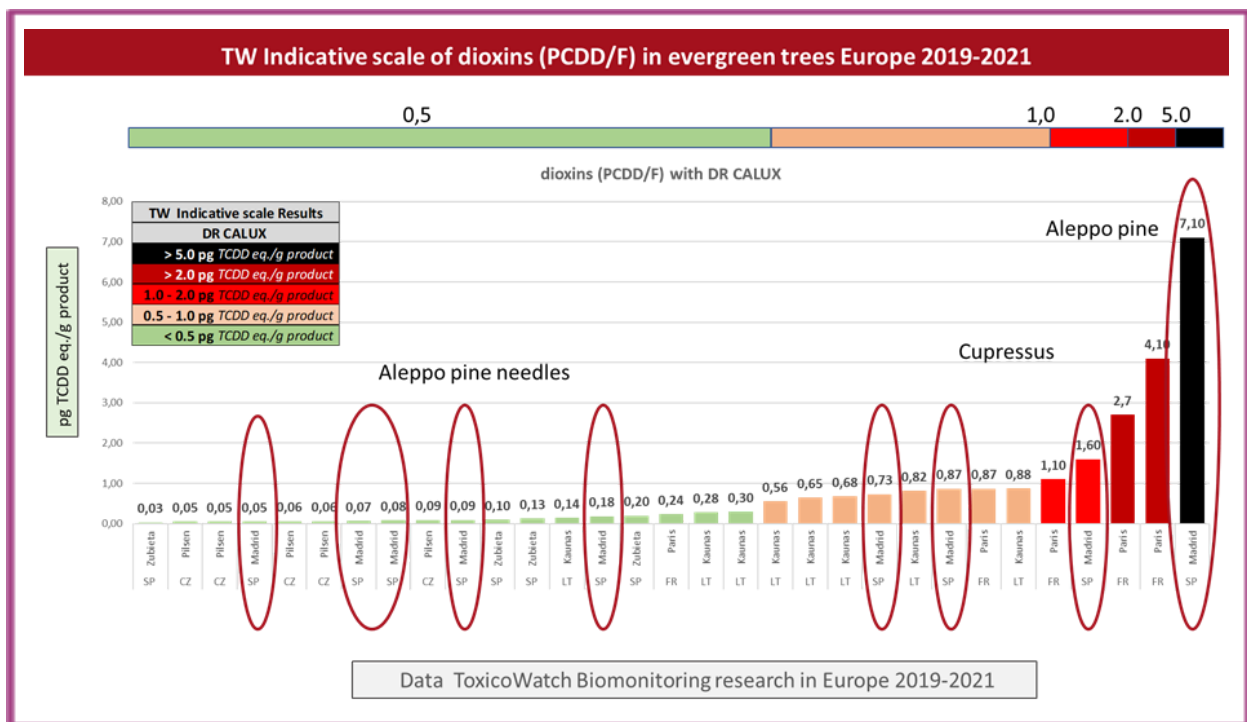 TW Indicative scale of dioxins (PCDD/F) in evergreen trees Europe 2019-2021
0,5 1,0 2.0 5.0
dioxins (PCDD/F) with DR CALUX
pg TCDD eq./g product
8,00
7,00
6,00
5,00
4,00
3,00
2,00
1,00
0,00
TW Indicative scale Results
DR CALUX
> 5.0 pg TCDD eq./g product
> 2.0 pg TCDD eq./g product
1.0 - 2.0 pg TCDD eq./g product
0.5 - 1.0 pg TCDD eq./g product
< 0.5 pg TCDD eq./g product
Aleppo pine
Cupressus
Aleppo pine needles
0,03 0,05 0,05 0,05 0,06 0,06 0,07 0,08 0,09 0,09 0,10 0,13 0,14 0,18 0,20 0,24 0,28 0,30 0,56 0,65 0,68 0,73 0,82 0,87 0,87 0,88 1,10 1,60 2,7 4,10 7,10
Zubieta Pilsen Pilsen Madrid Pilsen Pilsen Madrid Madrid Pilsen Madrid Zubieta Zubieta Kaunas Madrid Zubieta Paris Kaunas Kaunas Kaunas Kaunas Kaunas Madrid Kaunas Madrid Paris Kaunas Paris Madrid Paris Paris Madrid
SP CZ CZ SP CZ CZ SP SP CZ SP SP SP LT SP SP FR LT LT LT LT LT SP LT SP FR LT FR SP FR FR SP
Data ToxicoWatch Biomonitoring research in Europe 2019-2021